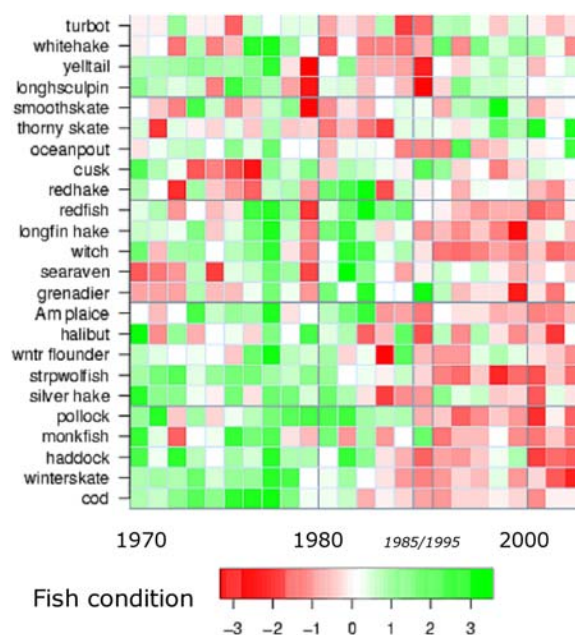 turbot
whitehake
yelltail
longhsculpin
smoothskate
thorny skate
oceanpout
cusk
redhake
redfish
longfin hake
witch
searaven
grenadier
Am plaice
halibut
wntr flounder
strpwolfish
silver hake
pollock
monkfish
haddock
winterskate
cod
1970 1980 1985/1995 2000
Fish condition
−3 −2 −1 0 1 2 3